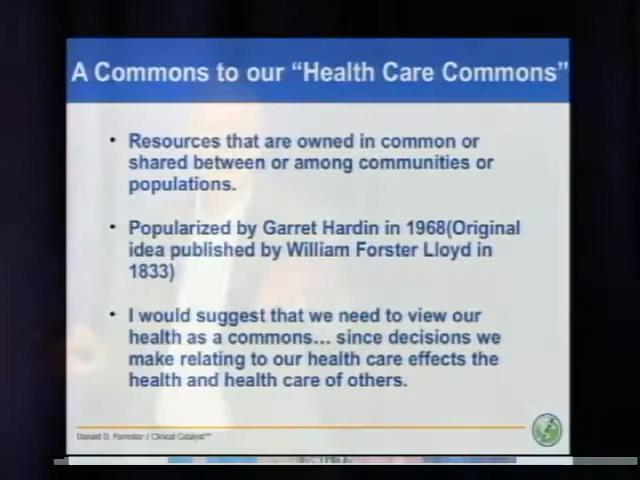 A Commons to our “Health Care Commons”
• Resources that are owned in common or
shared between or among communities or
populations.
• Popularized by Garret Hardin in 1968(Original
idea published by William Forster Lloyd in
1833)
• I would suggest that we need to view our
health as a commons... since decisions we
make relating to our health care effects the
health and health care of others.
Donald D. Forrester / Clinical Catalyst™